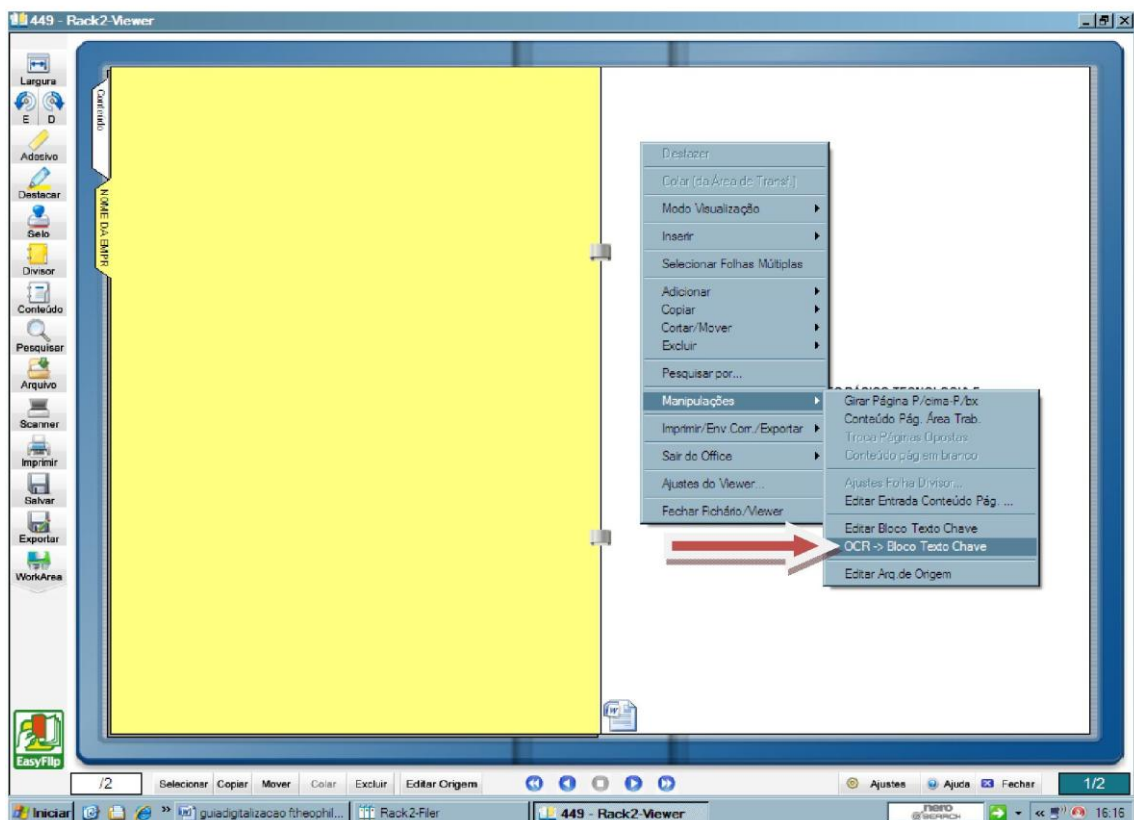 449 - Rack2-Viewer
Largura
E D
Adesivo
Destacar
Selo
Divisor
Conteúdo
Pesquisar
Arquivo
Scanner
Imprimir
Salvar
Exportar
WorkArea
EasyFlip
Conteúdo
NOME DA EMPR
Desfazer
Colar (da Área de Transf.)
Modo Visualização
Inserir
Selecionar Folhas Múltiplas
Adicionar
Copiar
Cortar/Mover
Excluir
Pesquisar por...
Manipulações
Imprimir/Env.Corr./Exportar
Sair do Office
Ajustes do Viewer...
Fechar Fichário/Viewer
Girar Página P/cima-P/bx
Conteúdo Pág. Área Trab.
Troca Páginas Opostas
Conteúdo pág em branco
Ajustes Folha Divisor...
Editar Entrada Conteúdo Pág. ...
Editar Bloco Texto Chave
OCR -> Bloco Texto Chave
Editar Arq.de Origem
/2 Selecionar Copiar Mover Colar Excluir Editar Origem Ajustes Ajuda Fechar 1/2
Iniciar guiadigitalizacao ftheophil... Rack2-Filer 449 - Rack2-Viewer nero SEARCH 16:16